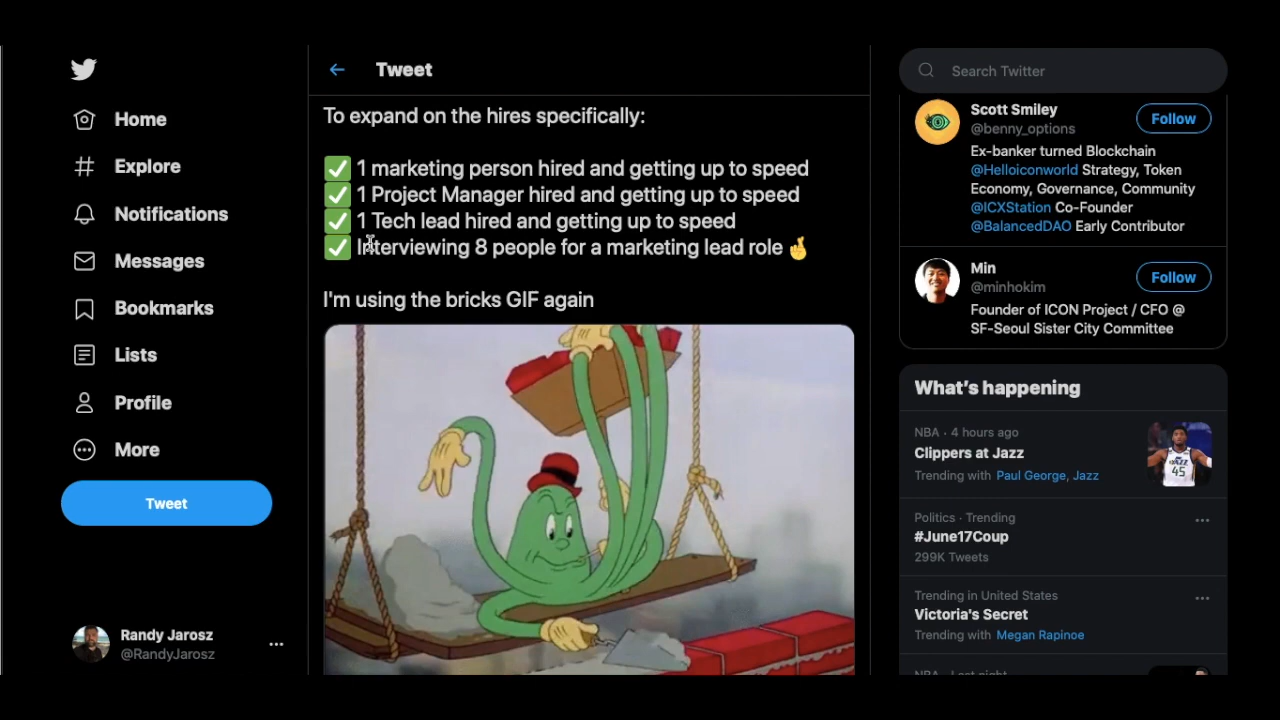 Home
Explore
Notifications
Messages
Bookmarks
Lists
Profile
More
Tweet
Randy Jarosz
@RandyJarosz
Tweet
To expand on the hires specifically:
✅ 1 marketing person hired and getting up to speed
✅ 1 Project Manager hired and getting up to speed
✅ 1 Tech lead hired and getting up to speed
✅ Interviewing 8 people for a marketing lead role 🤞
I'm using the bricks GIF again
Search Twitter
Scott Smiley
@benny_options
Follow
Ex-banker turned Blockchain
@Helloiconworld Strategy, Token
Economy, Governance, Community
@ICXStation Co-Founder
@BalancedDAO Early Contributor
Min
@minhokim
Follow
Founder of ICON Project / CFO @
SF-Seoul Sister City Committee
What's happening
NBA · 4 hours ago
Clippers at Jazz
Trending with Paul George, Jazz
JAZZ
45
Politics · Trending
#June17Coup
299K Tweets
Trending in United States
Victoria's Secret
Trending with Megan Rapinoe
NBA · Last night